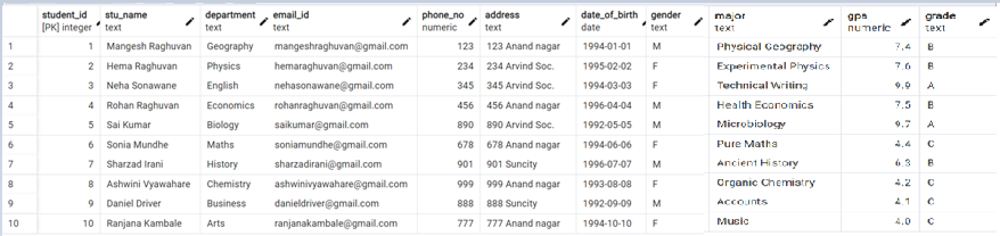 student_id stu_name department email_id phone_no address date_of_birth gender major gpa grade
[PK] integer text text text numeric text date text text numeric text
1 1 Mangesh Raghuvan Geography mangeshraghuvan@gmail.com 123 123 Anand nagar 1994-01-01 M Physical Geography 7.4 B
2 2 Hema Raghuvan Physics hemaraghuvan@gmail.com 234 234 Arvind Soc. 1995-02-02 F Experimental Physics 7.6 B
3 3 Neha Sonawane English nehasonawane@gmail.com 345 345 Arvind Soc. 1994-03-03 F Technical Writing 9.9 A
4 4 Rohan Raghuvan Economics rohanraghuvan@gmail.com 456 456 Anand nagar 1996-04-04 M Health Economics 7.5 B
5 5 Sai Kumar Biology saikumar@gmail.com 890 890 Arvind Soc. 1992-05-05 M Microbiology 9.7 A
6 6 Sonia Mundhe Maths soniamundhe@gmail.com 678 678 Anand nagar 1994-06-06 F Pure Maths 4.4 C
7 7 Sharzad Irani History sharzadirani@gmail.com 901 901 Suncity 1996-07-07 M Ancient History 6.3 B
8 8 Ashwini Vyawahare Chemistry ashwinivyawahare@gmail.com 999 999 Anand nagar 1993-08-08 F Organic Chemistry 4.2 C
9 9 Daniel Driver Business danieldriver@gmail.com 888 888 Suncity 1992-09-09 M Accounts 4.1 C
10 10 Ranjana Kambale Arts ranjanakambale@gmail.com 777 777 Anand nagar 1994-10-10 F Music 4.0 C